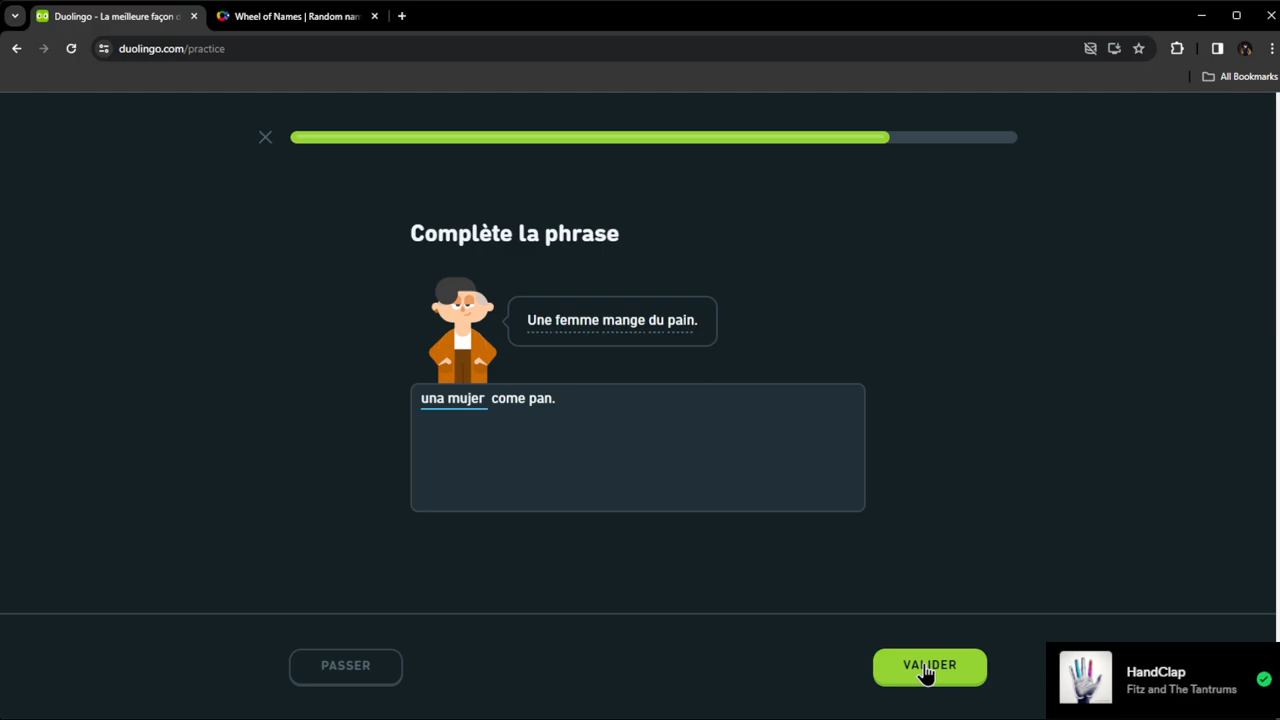 Duolingo - La meilleure façon d
Wheel of Names | Random nam
duolingo.com/practice
All Bookmarks
Complète la phrase
Une femme mange du pain.
una mujer come pan.
PASSER
VALIDER
HandClap
Fitz and The Tantrums